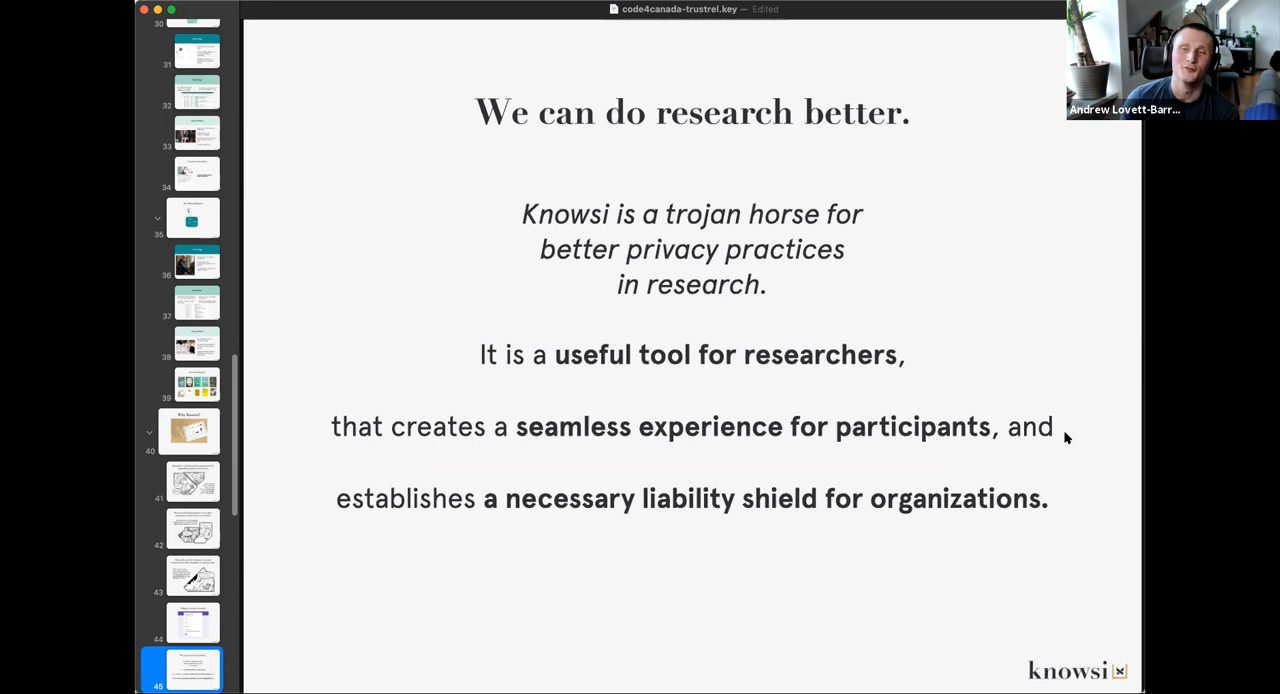 code4canada-trustrel.key — Edited
Andrew Lovett-Barr...
We can do research better.
Knowsi is a trojan horse for
better privacy practices
in research.
It is a useful tool for researchers,
that creates a seamless experience for participants, and
establishes a necessary liability shield for organizations.
knowsi
30
31
32
33
34
35
36
37
38
39
Why Knowsi?
40
41
42
43
44
45